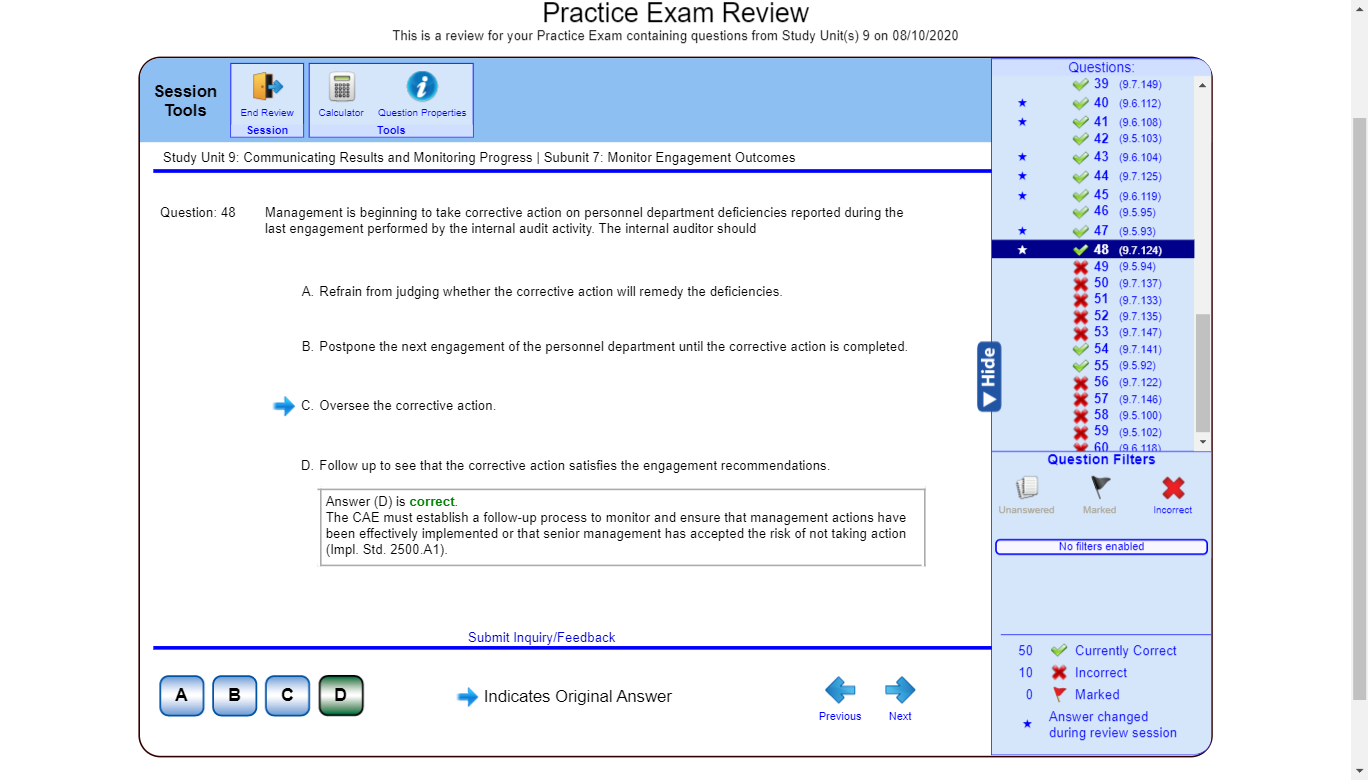 Practice Exam Review
This is a review for your Practice Exam containing questions from Study Unit(s) 9 on 08/10/2020
Session
Tools
End Review
Session
Calculator
Question Properties
Tools
Study Unit 9: Communicating Results and Monitoring Progress | Subunit 7: Monitor Engagement Outcomes
Question: 48
Management is beginning to take corrective action on personnel department deficiencies reported during the
last engagement performed by the internal audit activity. The internal auditor should
A. Refrain from judging whether the corrective action will remedy the deficiencies.
B. Postpone the next engagement of the personnel department until the corrective action is completed.
C. Oversee the corrective action.
D. Follow up to see that the corrective action satisfies the engagement recommendations.
Answer (D) is correct.
The CAE must establish a follow-up process to monitor and ensure that management actions have
been effectively implemented or that senior management has accepted the risk of not taking action
(Impl. Std. 2500.A1).
Submit Inquiry/Feedback
A
B
C
D
Indicates Original Answer
Previous
Next
Hide
Questions:
39 (9.7.149)
40 (9.6.112)
41 (9.6.108)
42 (9.5.103)
43 (9.6.104)
44 (9.7.125)
45 (9.6.119)
46 (9.5.95)
47 (9.5.93)
48 (9.7.124)
49 (9.5.94)
50 (9.7.137)
51 (9.7.133)
52 (9.7.135)
53 (9.7.147)
54 (9.7.141)
55 (9.5.92)
56 (9.7.122)
57 (9.7.146)
58 (9.5.100)
59 (9.5.102)
60 (9.6.118)
Question Filters
Unanswered
Marked
Incorrect
No filters enabled
50 Currently Correct
10 Incorrect
0 Marked
Answer changed
during review session